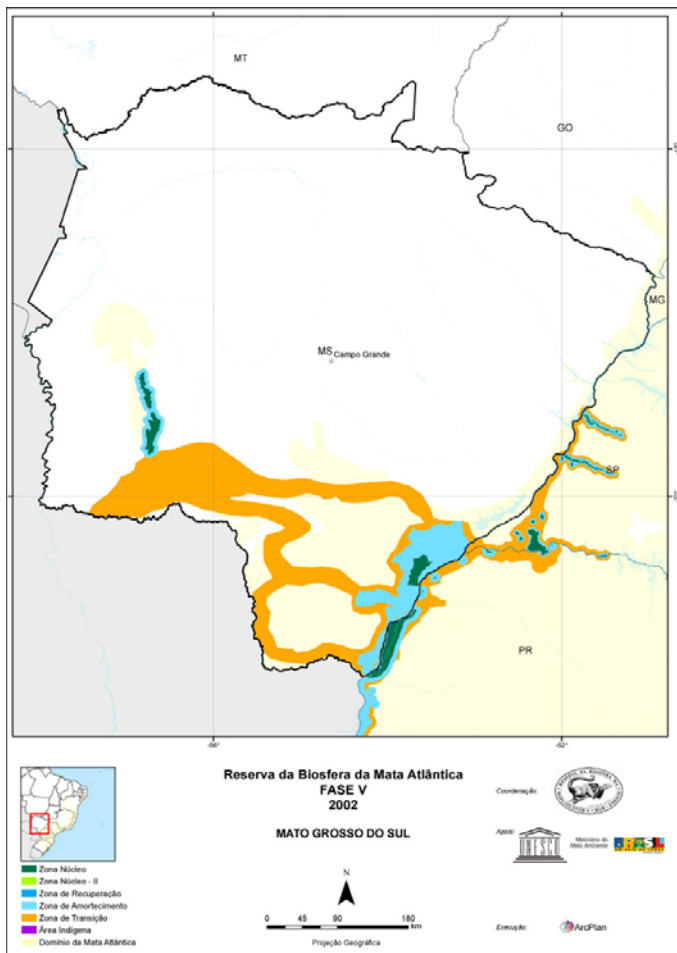 MT
GO
MG
MS
Campo Grande
SP
PR
-56°
-52°
Reserva da Biosfera da Mata Atlântica
FASE V
2002
MATO GROSSO DO SUL
Coordenação:
Apoio:
UNESCO
Ministério do
Meio Ambiente
BRASIL
Zona Núcleo
Zona Núcleo - II
Zona de Recuperação
Zona de Amortecimento
Zona de Transição
Área Indígena
Domínio da Mata Atlântica
N
0 45 90 180
km
Projeção Geográfica
Execução:
ArcPlan